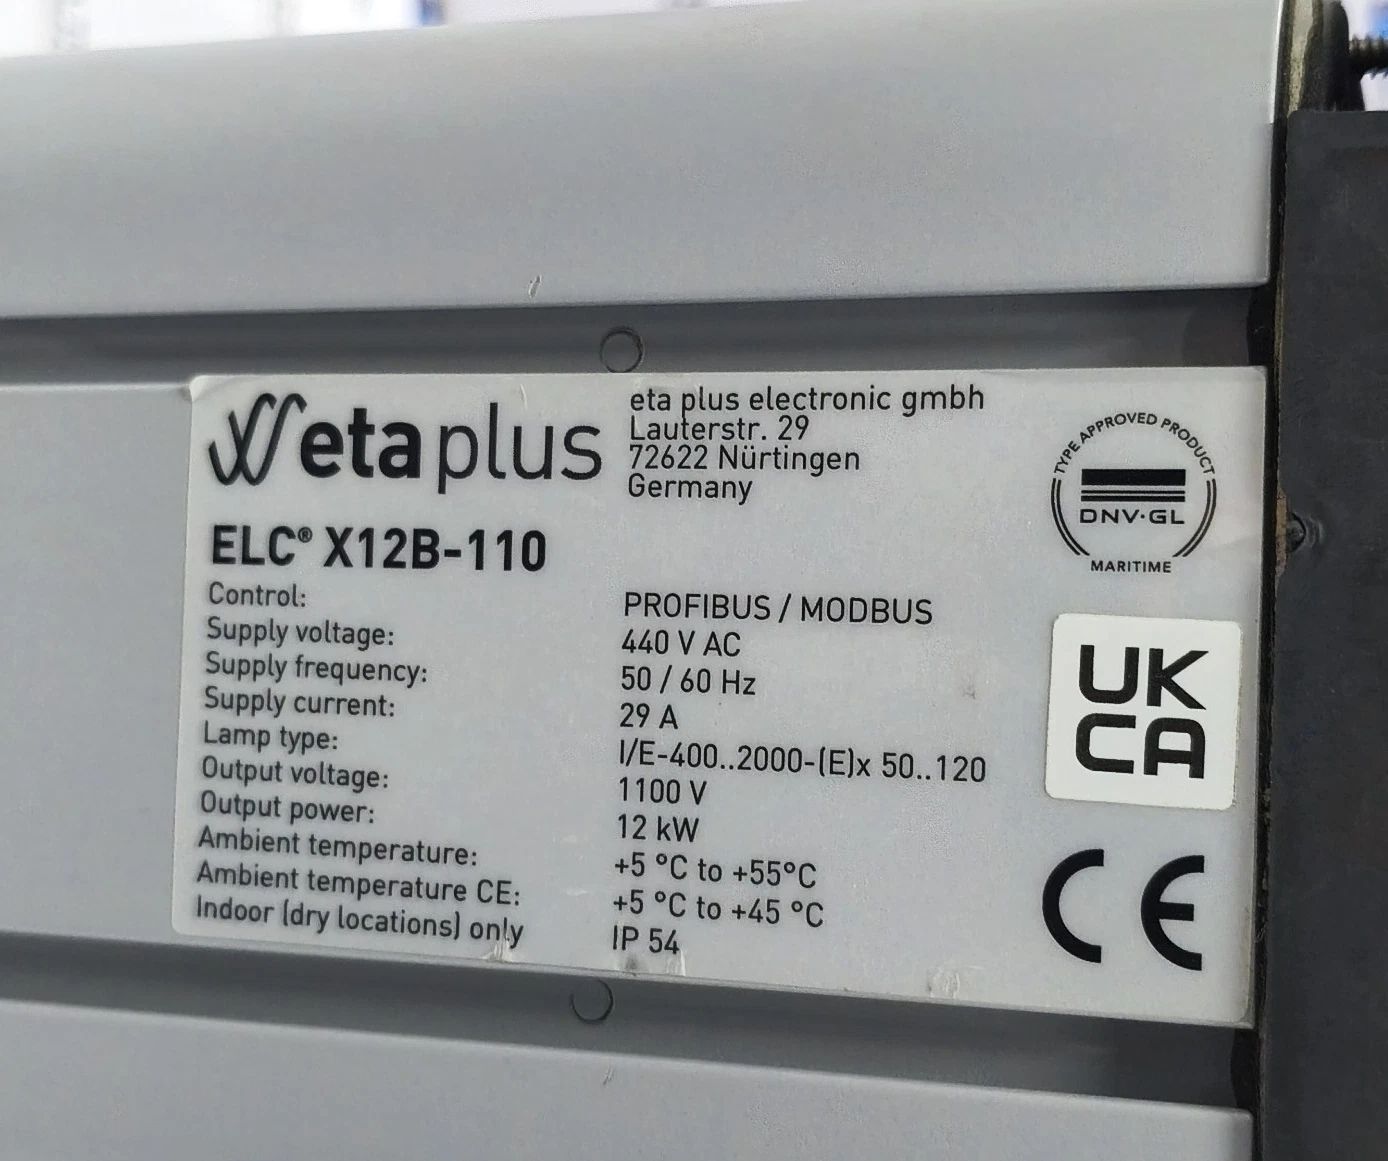 eta plus
eta plus electronic gmbh
Lauterstr. 29
72622 Nürtingen
Germany
TYPE APPROVED PRODUCT
DNV·GL
MARITIME
ELC® X12B-110
Control: PROFIBUS / MODBUS
Supply voltage: 440 V AC
Supply frequency: 50 / 60 Hz
Supply current: 29 A
Lamp type: I/E-400..2000-(E)x 50..120
Output voltage: 1100 V
Output power: 12 kW
Ambient temperature: +5 °C to +55°C
Ambient temperature CE: +5 °C to +45 °C
Indoor (dry locations) only IP 54
UK
CA
CE